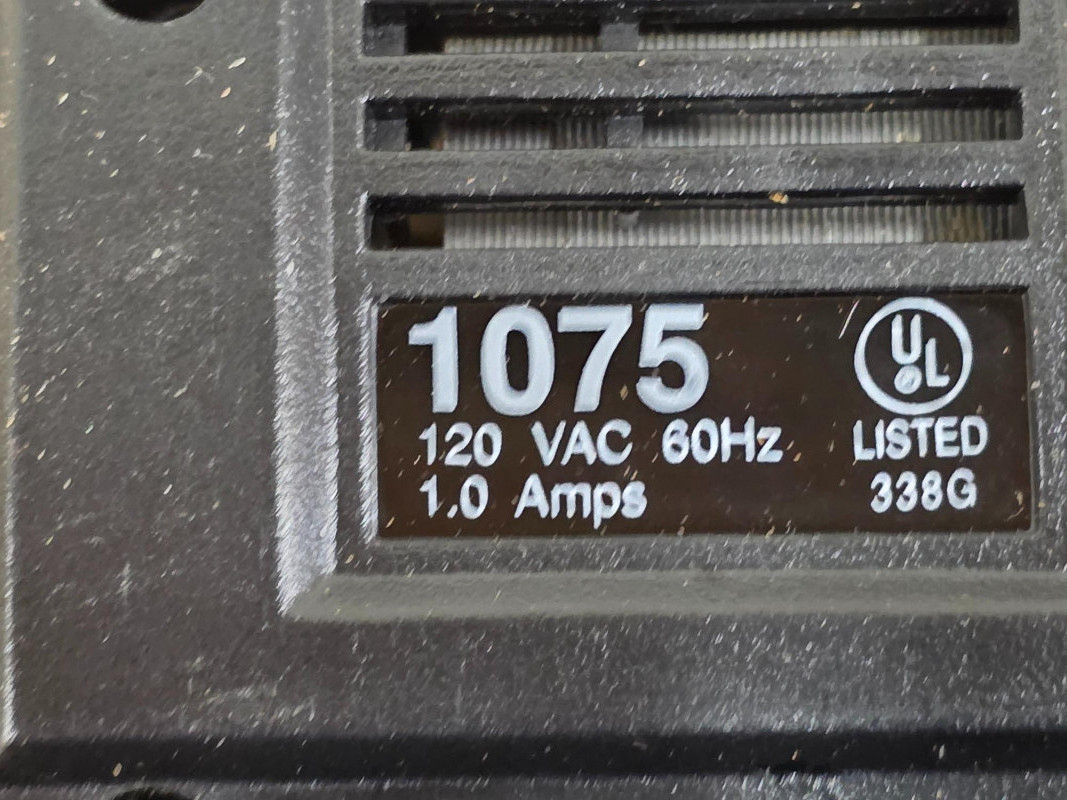 1075
120 VAC 60Hz
1.0 Amps
UL
LISTED
338G